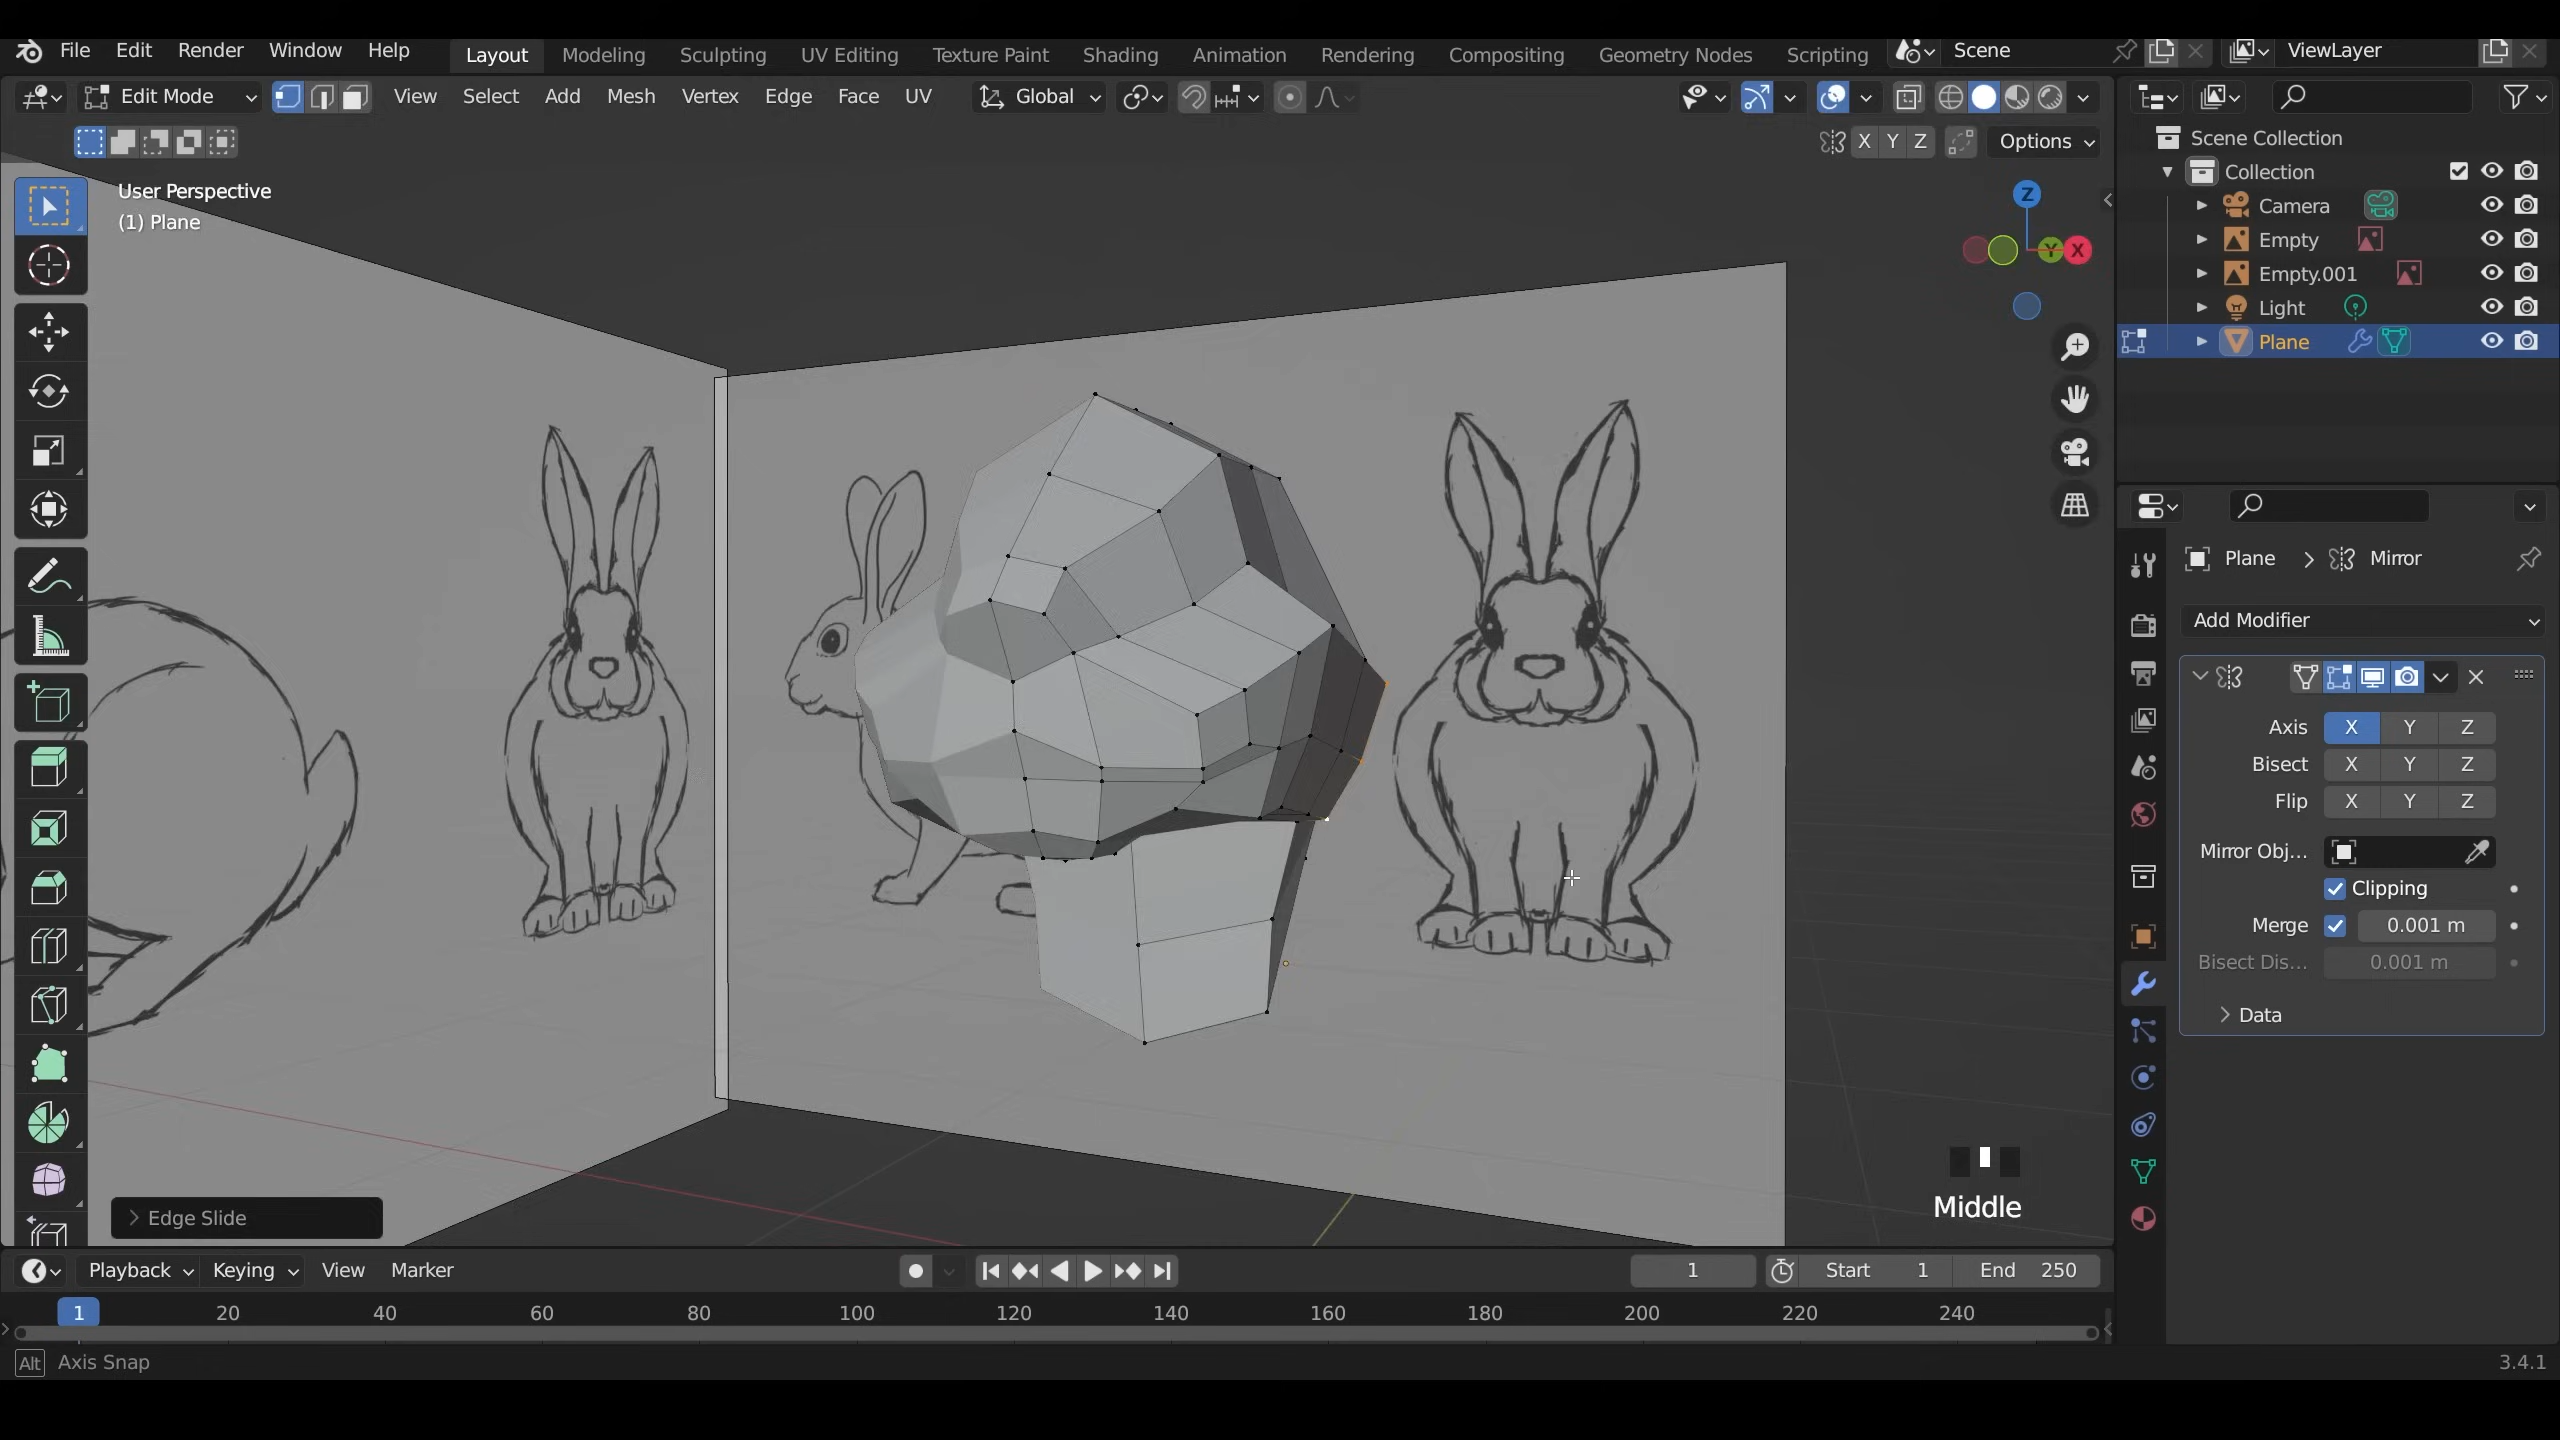 File Edit Render Window Help Layout Modeling Sculpting UV Editing Texture Paint Shading Animation Rendering Compositing Geometry Nodes Scripting Scene ViewLayer
Edit Mode View Select Add Mesh Vertex Edge Face UV Global
X Y Z Options
User Perspective
(1) Plane
Z
Y X
Scene Collection
Collection
Camera
Empty
Empty.001
Light
Plane
Plane > Mirror
Add Modifier
Axis X Y Z
Bisect X Y Z
Flip X Y Z
Mirror Obj...
Clipping
Merge 0.001 m
Bisect Dis... 0.001 m
> Data
Middle
> Edge Slide
Playback Keying View Marker 1 Start 1 End 250
1 20 40 60 80 100 120 140 160 180 200 220 240
Alt Axis Snap 3.4.1